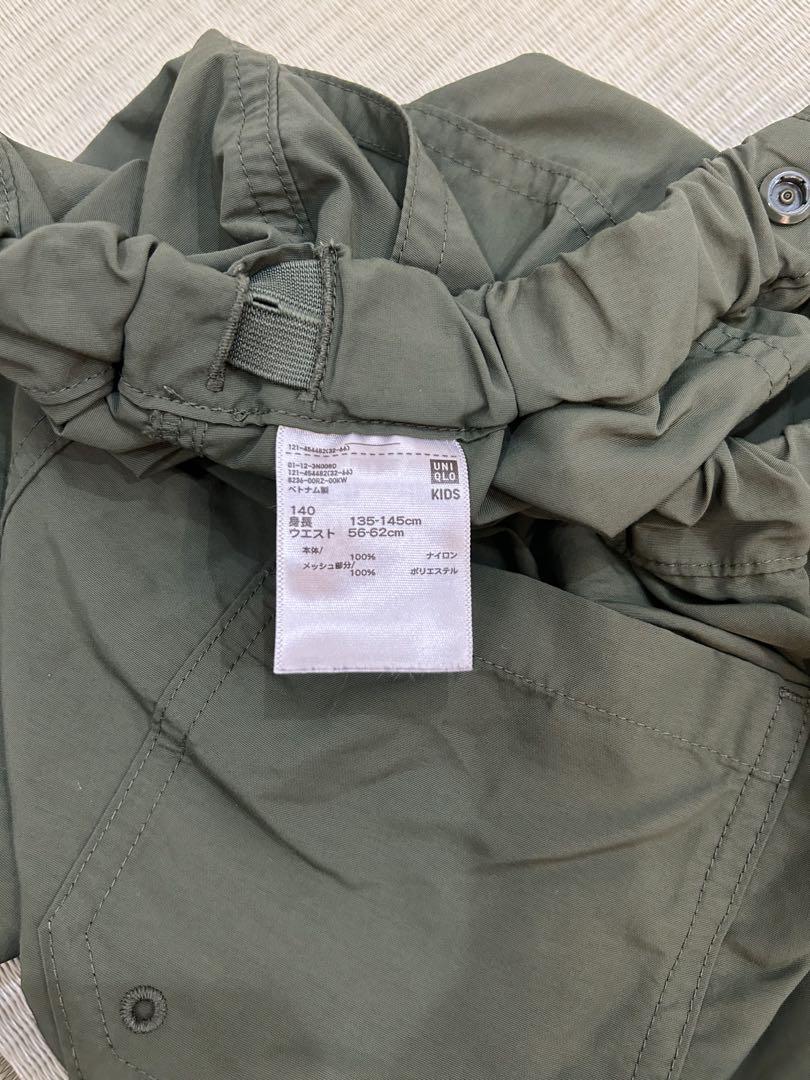 121-454482(32-66)
01-12-3N008D
121-454482(32-66)
8236-00RZ-00KW
ベトナム製
UNI
QLO
KIDS
140
身長 135-145cm
ウエスト 56-62cm
本体/
100% ナイロン
メッシュ部分/
100% ポリエステル